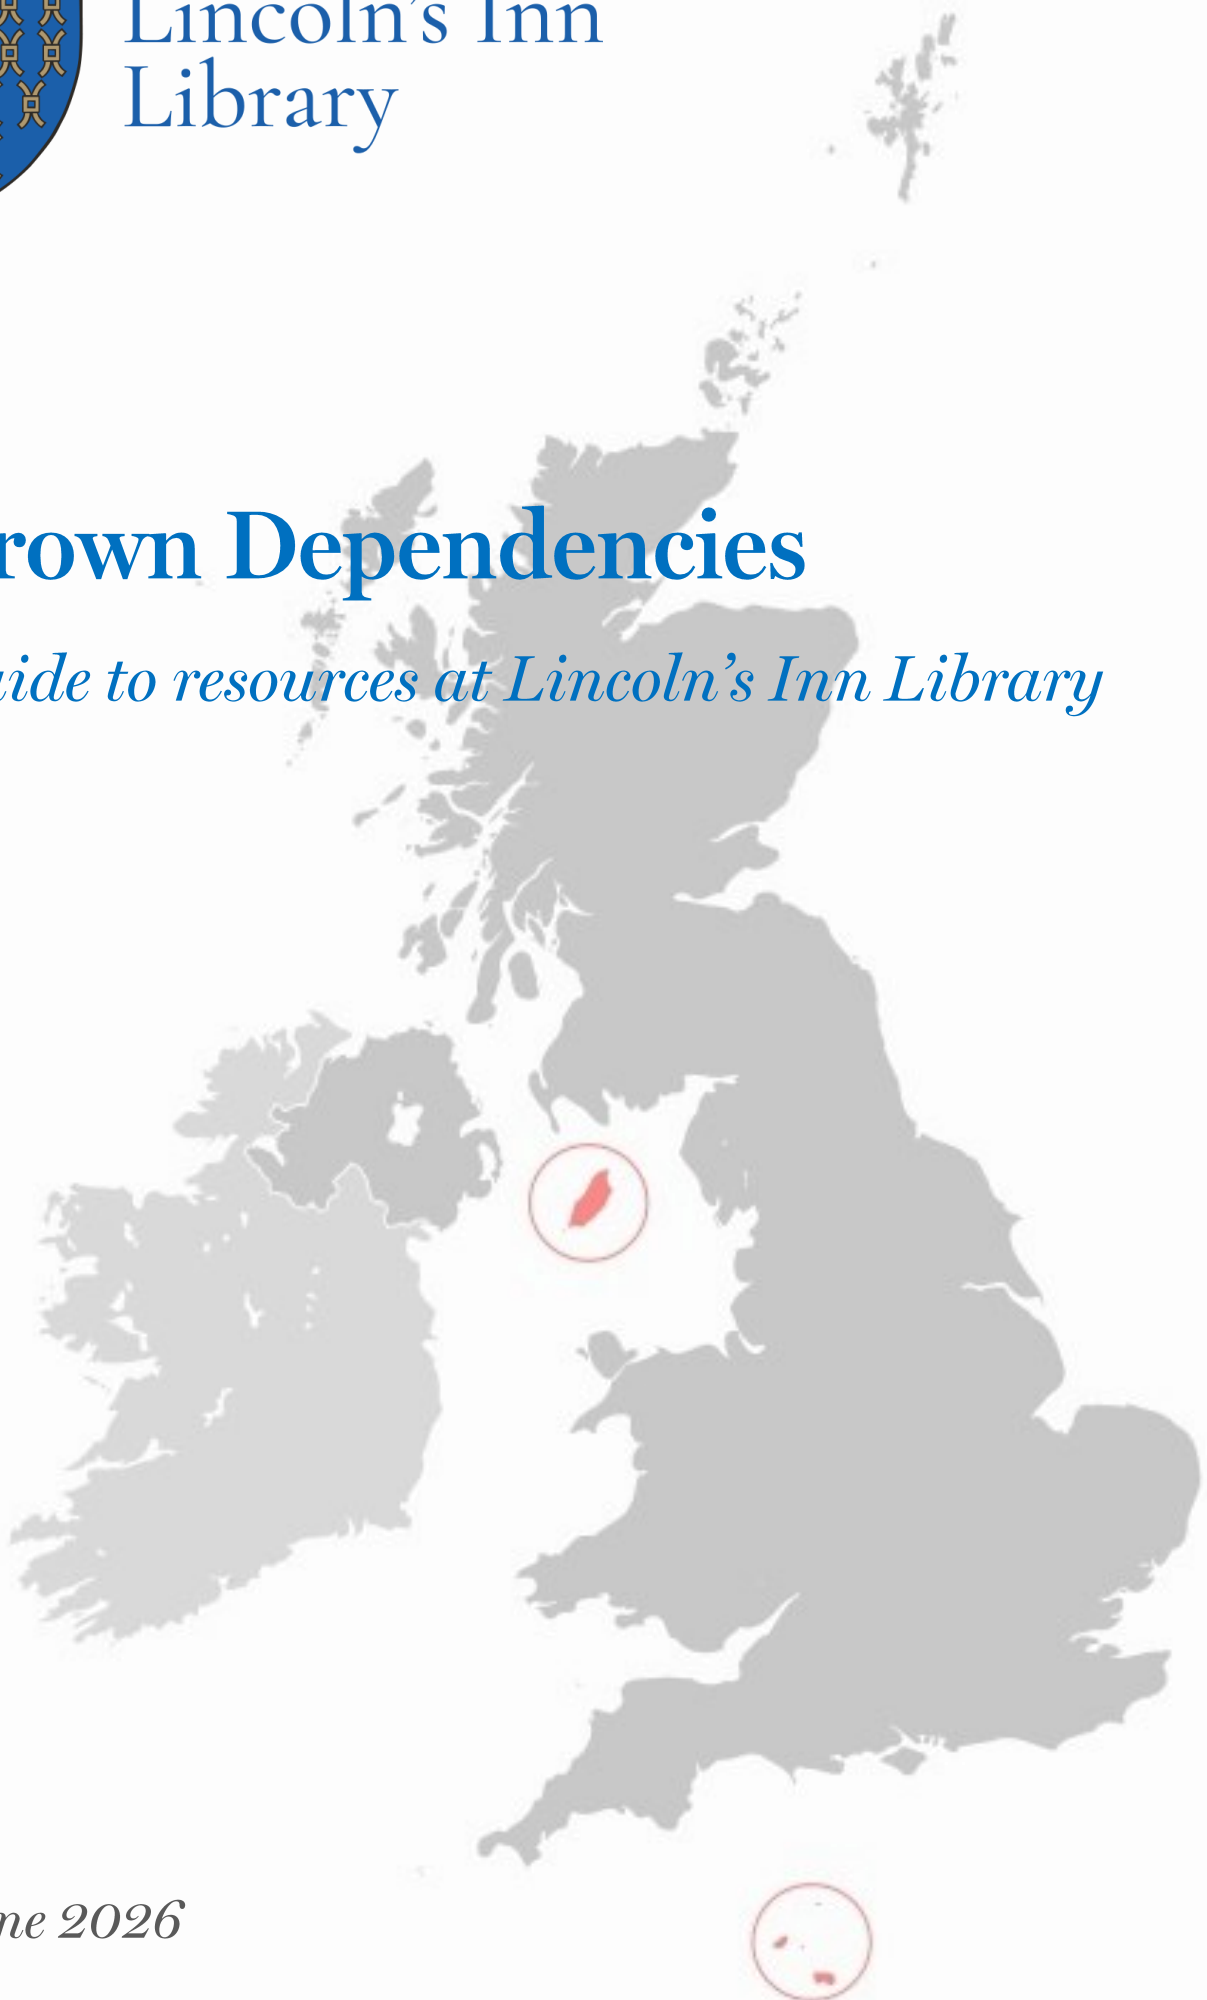 Lincoln's Inn
Library
rown Dependencies
uide to resources at Lincoln's Inn Library
ne 2026